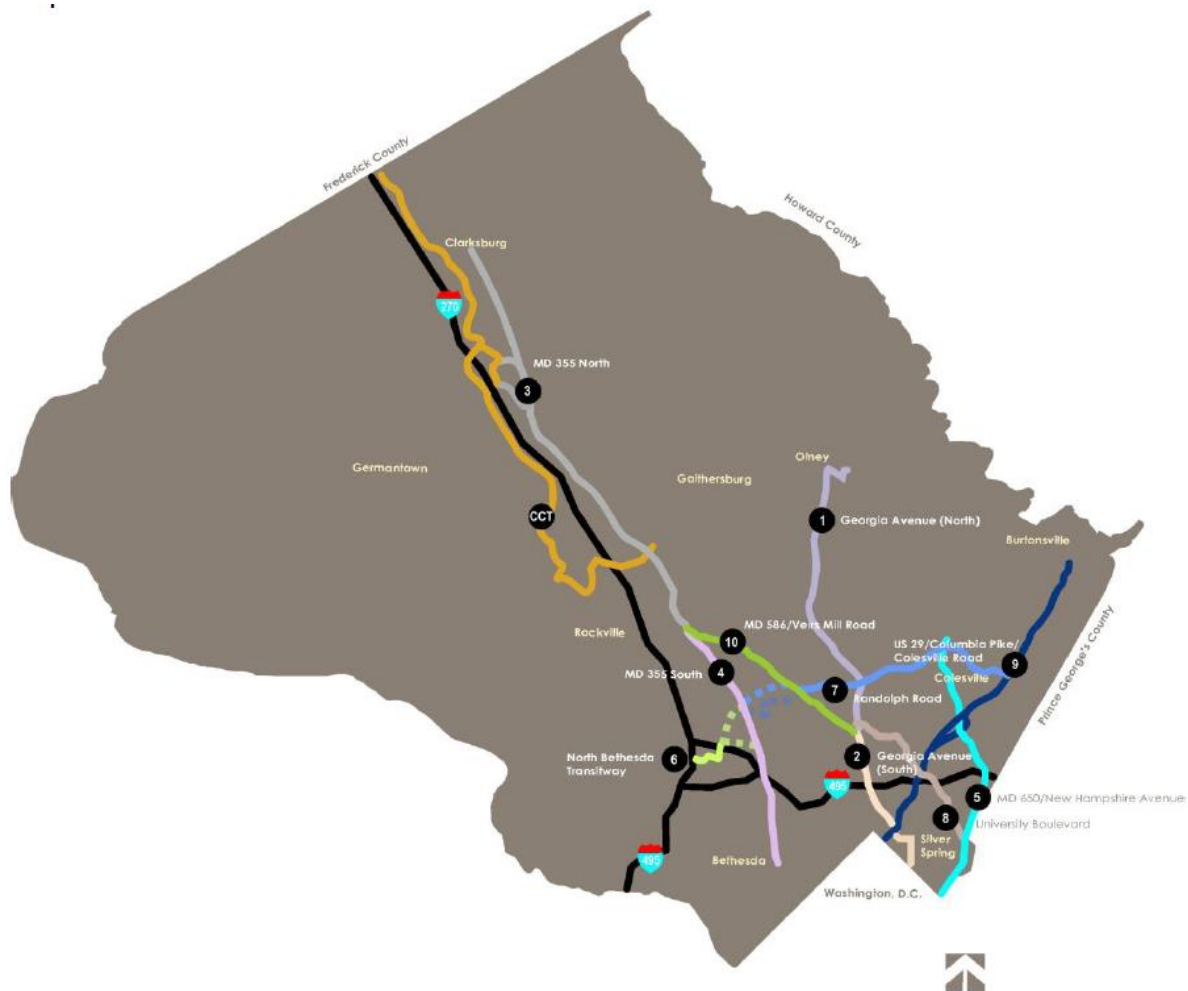 Frederick County
Howard County
Clarksburg
270
MD 355 North
3
Germantown
Gaithersburg
Olney
CCT
1
Georgia Avenue (North)
Burtonsville
Rockville
10
MD 586/Veirs Mill Road
MD 355 South
4
US 29/Columbia Pike/
Colesville Road
9
Colesville
7
Randolph Road
Prince George's County
North Bethesda
Transitway
6
2
Georgia Avenue
(South)
495
5
MD 650/New Hampshire Avenue
8
University Boulevard
Silver
Spring
495
Bethesda
Washington, D.C.